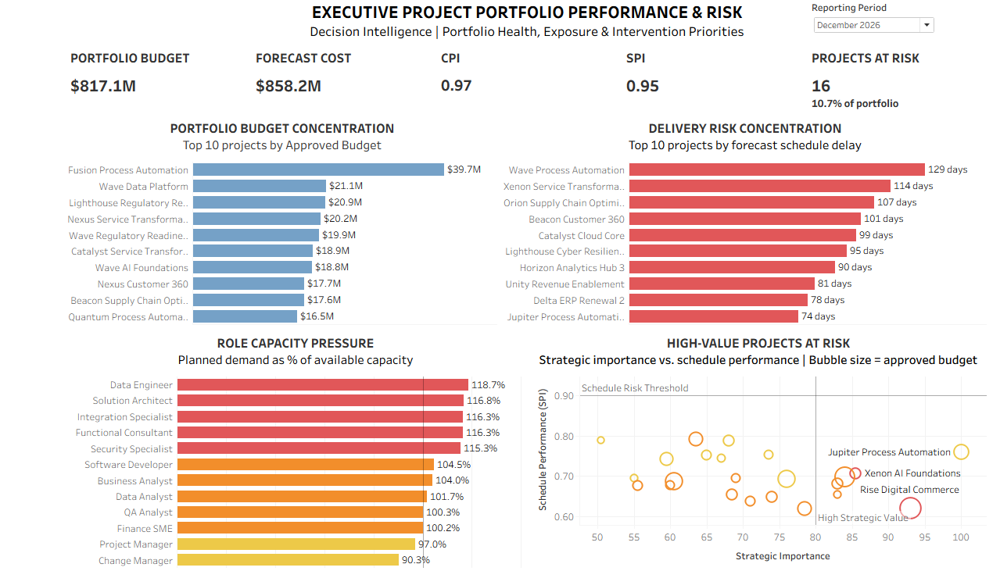 EXECUTIVE PROJECT PORTFOLIO PERFORMANCE & RISK
Decision Intelligence | Portfolio Health, Exposure & Intervention Priorities
Reporting Period
December 2026
PORTFOLIO BUDGET
$817.1M
FORECAST COST
$858.2M
CPI
0.97
SPI
0.95
PROJECTS AT RISK
16
10.7% of portfolio
PORTFOLIO BUDGET CONCENTRATION
Top 10 projects by Approved Budget
Fusion Process Automation $39.7M
Wave Data Platform $21.1M
Lighthouse Regulatory Re.. $20.9M
Nexus Service Transforma.. $20.2M
Wave Regulatory Readine.. $19.9M
Catalyst Service Transfor.. $18.9M
Wave AI Foundations $18.8M
Nexus Customer 360 $17.7M
Beacon Supply Chain Opti.. $17.6M
Quantum Process Automa.. $16.5M
DELIVERY RISK CONCENTRATION
Top 10 projects by forecast schedule delay
Wave Process Automation 129 days
Xenon Service Transforma.. 114 days
Orion Supply Chain Optimi.. 107 days
Beacon Customer 360 101 days
Catalyst Cloud Core 99 days
Lighthouse Cyber Resilien.. 95 days
Horizon Analytics Hub 3 90 days
Unity Revenue Enablement 81 days
Delta ERP Renewal 2 78 days
Jupiter Process Automati.. 74 days
ROLE CAPACITY PRESSURE
Planned demand as % of available capacity
Data Engineer 118.7%
Solution Architect 116.8%
Integration Specialist 116.3%
Functional Consultant 116.3%
Security Specialist 115.3%
Software Developer 104.5%
Business Analyst 104.0%
Data Analyst 101.7%
QA Analyst 100.3%
Finance SME 100.2%
Project Manager 97.0%
Change Manager 90.3%
HIGH-VALUE PROJECTS AT RISK
Strategic importance vs. schedule performance | Bubble size = approved budget
Schedule Performance (SPI)
0.90
0.80
0.70
0.60
Schedule Risk Threshold
Jupiter Process Automation
Xenon AI Foundations
Rise Digital Commerce
High Strategic Value
50 55 60 65 70 75 80 85 90 95 100
Strategic Importance